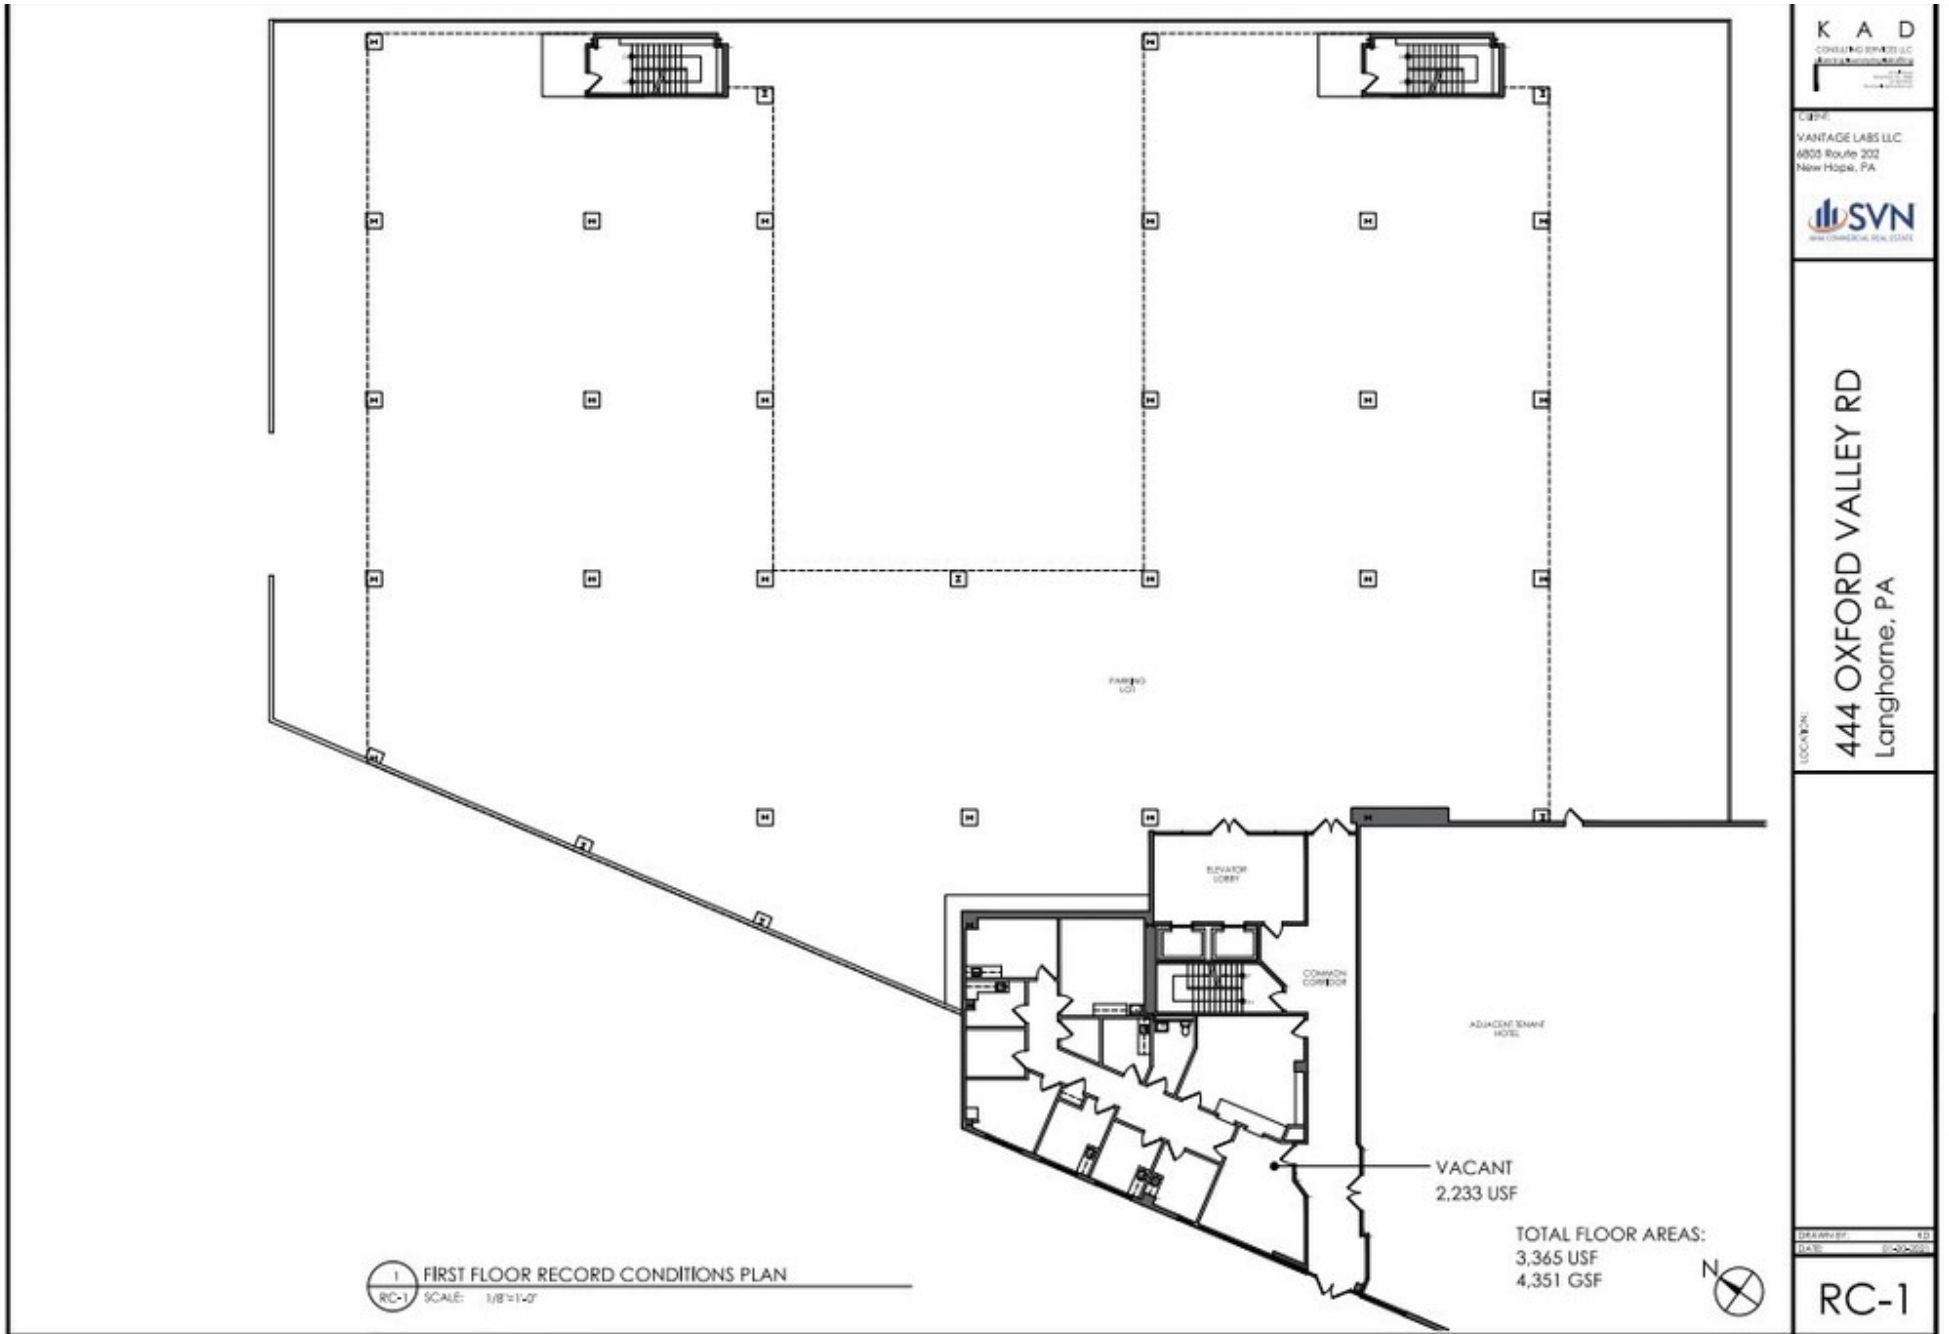 K A D
CONSULTING SERVICES LLC
CLIENT:
VANTAGE LABS LLC
6805 Route 202
New Hope, PA
SVN
LOCATION:
444 OXFORD VALLEY RD
Langhorne, PA
PARKING
LOT
ELEVATOR
LOBBY
COMMON
CORRIDOR
ADJACENT TENANT
HOTEL
VACANT
2,233 USF
TOTAL FLOOR AREAS:
3,365 USF
4,351 GSF
N
1
RC-1
FIRST FLOOR RECORD CONDITIONS PLAN
SCALE: 1/8"=1'-0"
DRAWN BY: KD
DATE:
RC-1